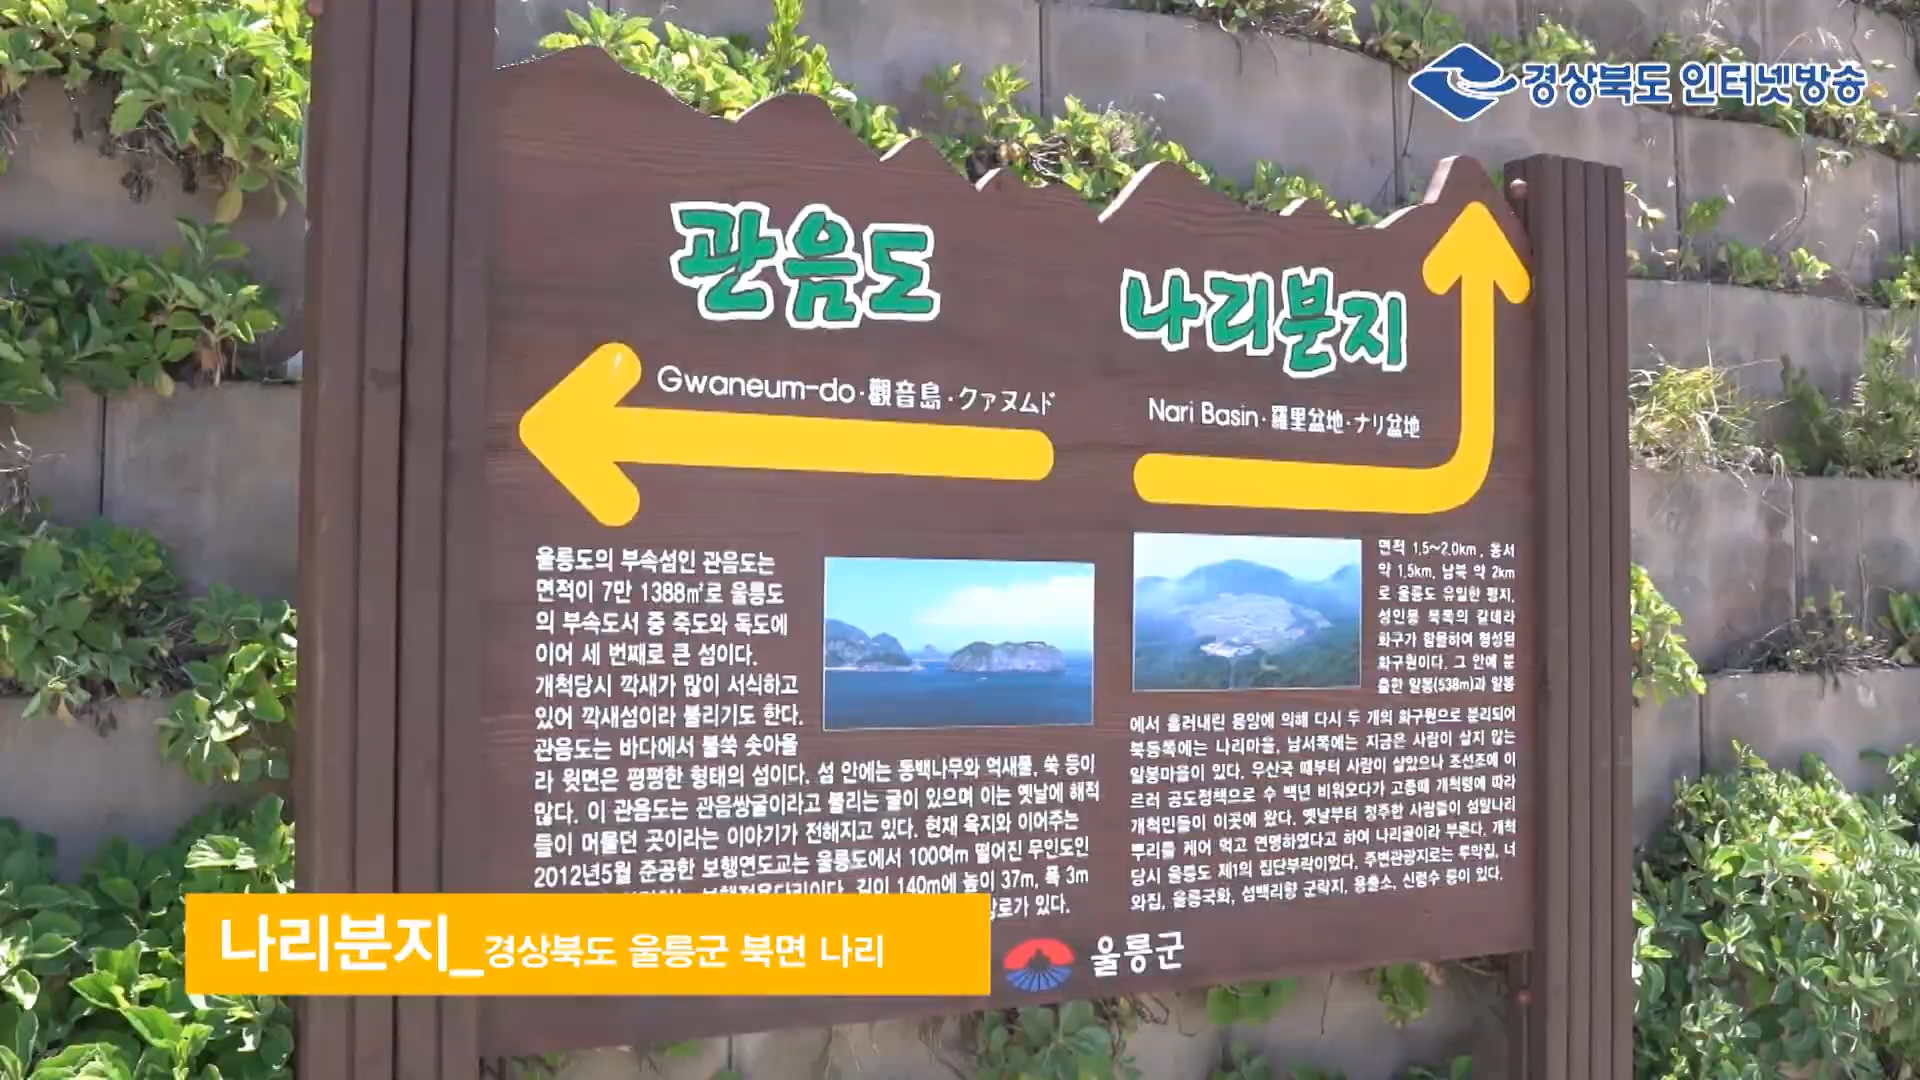 경상북도 인터넷방송
관음도
Gwaneum-do·觀音島·クァヌムド
나리분지
Nari Basin·羅里盆地·ナリ盆地
울릉도의 부속섬인 관음도는
면적이 7만 1388㎡로 울릉도
의 부속도서 중 죽도와 독도에
이어 세 번째로 큰 섬이다.
개척당시 깍새가 많이 서식하고
있어 깍새섬이라 불리기도 한다.
관음도는 바다에서 불쑥 솟아올
라 윗면은 평평한 형태의 섬이다. 섬 안에는 동백나무와 억새풀, 쑥 등이
많다. 이 관음도는 관음쌍굴이라고 불리는 굴이 있으며 이는 옛날에 해적
들이 머물던 곳이라는 이야기가 전해지고 있다. 현재 육지와 이어주는
2012년5월 준공한 보행연도교는 울릉도에서 100여m 떨어진 무인도인
보행전용다리이다. 길이 140m에 높이 37m, 폭 3m
가 있다.
면적 1.5~2.0km, 동서
약 1.5km, 남북 약 2km
로 울릉도 유일한 평지,
성인봉 북쪽의 칼데라
화구가 함몰하여 형성된
화구원이다. 그 안에 분
출한 알봉(538m)과 알봉
에서 흘러내린 용암에 의해 다시 두 개의 화구원으로 분리되어
북동쪽에는 나리마을, 남서쪽에는 지금은 사람이 살지 않는
알봉마을이 있다. 우산국 때부터 사람이 살았으나 조선조에 이
르러 공도정책으로 수 백년 비워오다가 고종때 개척령에 따라
개척민들이 이곳에 왔다. 옛날부터 정주한 사람들이 섬말나리
뿌리를 케어 먹고 연명하였다고 하여 나리골이라 부른다. 개척
당시 울릉도 제1의 집단부락이었다. 주변관광지로는 투막집, 너
와집, 울릉국화, 섬백리향 군락지, 용출소, 신령수 등이 있다.
울릉군
나리분지_경상북도 울릉군 북면 나리